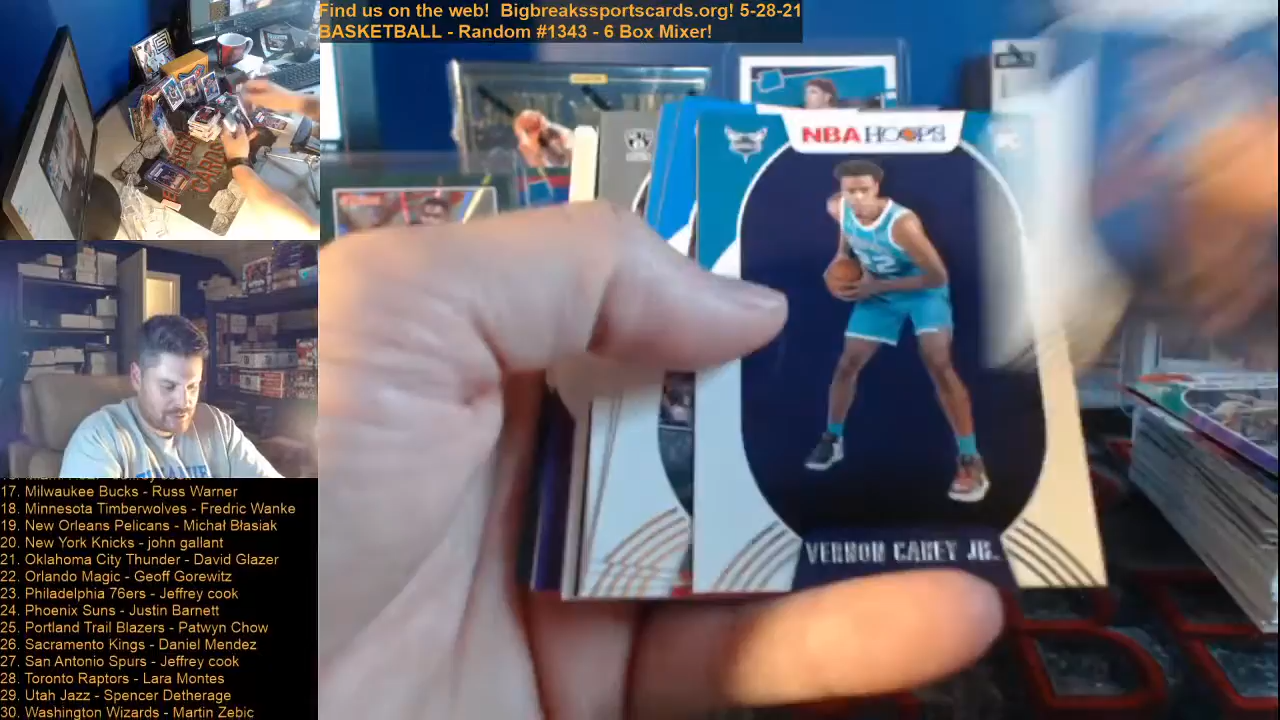 Find us on the web! Bigbreakssportscards.org! 5-28-21
BASKETBALL - Random #1343 - 6 Box Mixer!
NBA HOOPS
RC
VERNON CAREY JR.
17. Milwaukee Bucks - Russ Warner
18. Minnesota Timberwolves - Fredric Wanke
19. New Orleans Pelicans - Michał Błasiak
20. New York Knicks - john gallant
21. Oklahoma City Thunder - David Glazer
22. Orlando Magic - Geoff Gorewitz
23. Philadelphia 76ers - Jeffrey cook
24. Phoenix Suns - Justin Barnett
25. Portland Trail Blazers - Patwyn Chow
26. Sacramento Kings - Daniel Mendez
27. San Antonio Spurs - Jeffrey cook
28. Toronto Raptors - Lara Montes
29. Utah Jazz - Spencer Detherage
30. Washington Wizards - Martin Zebic